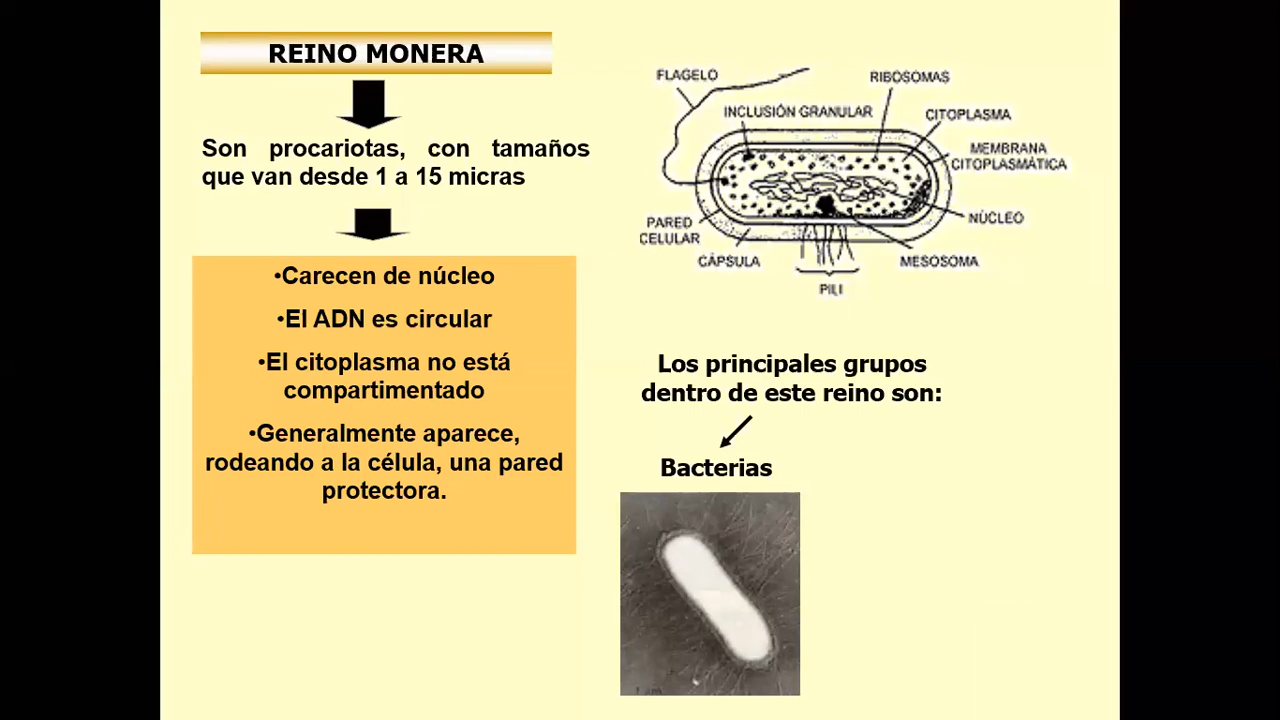 REINO MONERA
Son procariotas, con tamaños
que van desde 1 a 15 micras
•Carecen de núcleo
•El ADN es circular
•El citoplasma no está
compartimentado
•Generalmente aparece,
rodeando a la célula, una pared
protectora.
FLAGELO
RIBOSOMAS
INCLUSIÓN GRANULAR
CITOPLASMA
MEMBRANA
CITOPLASMÁTICA
NÚCLEO
PARED
CELULAR
CÁPSULA
MESOSOMA
PILI
Los principales grupos
dentro de este reino son:
Bacterias